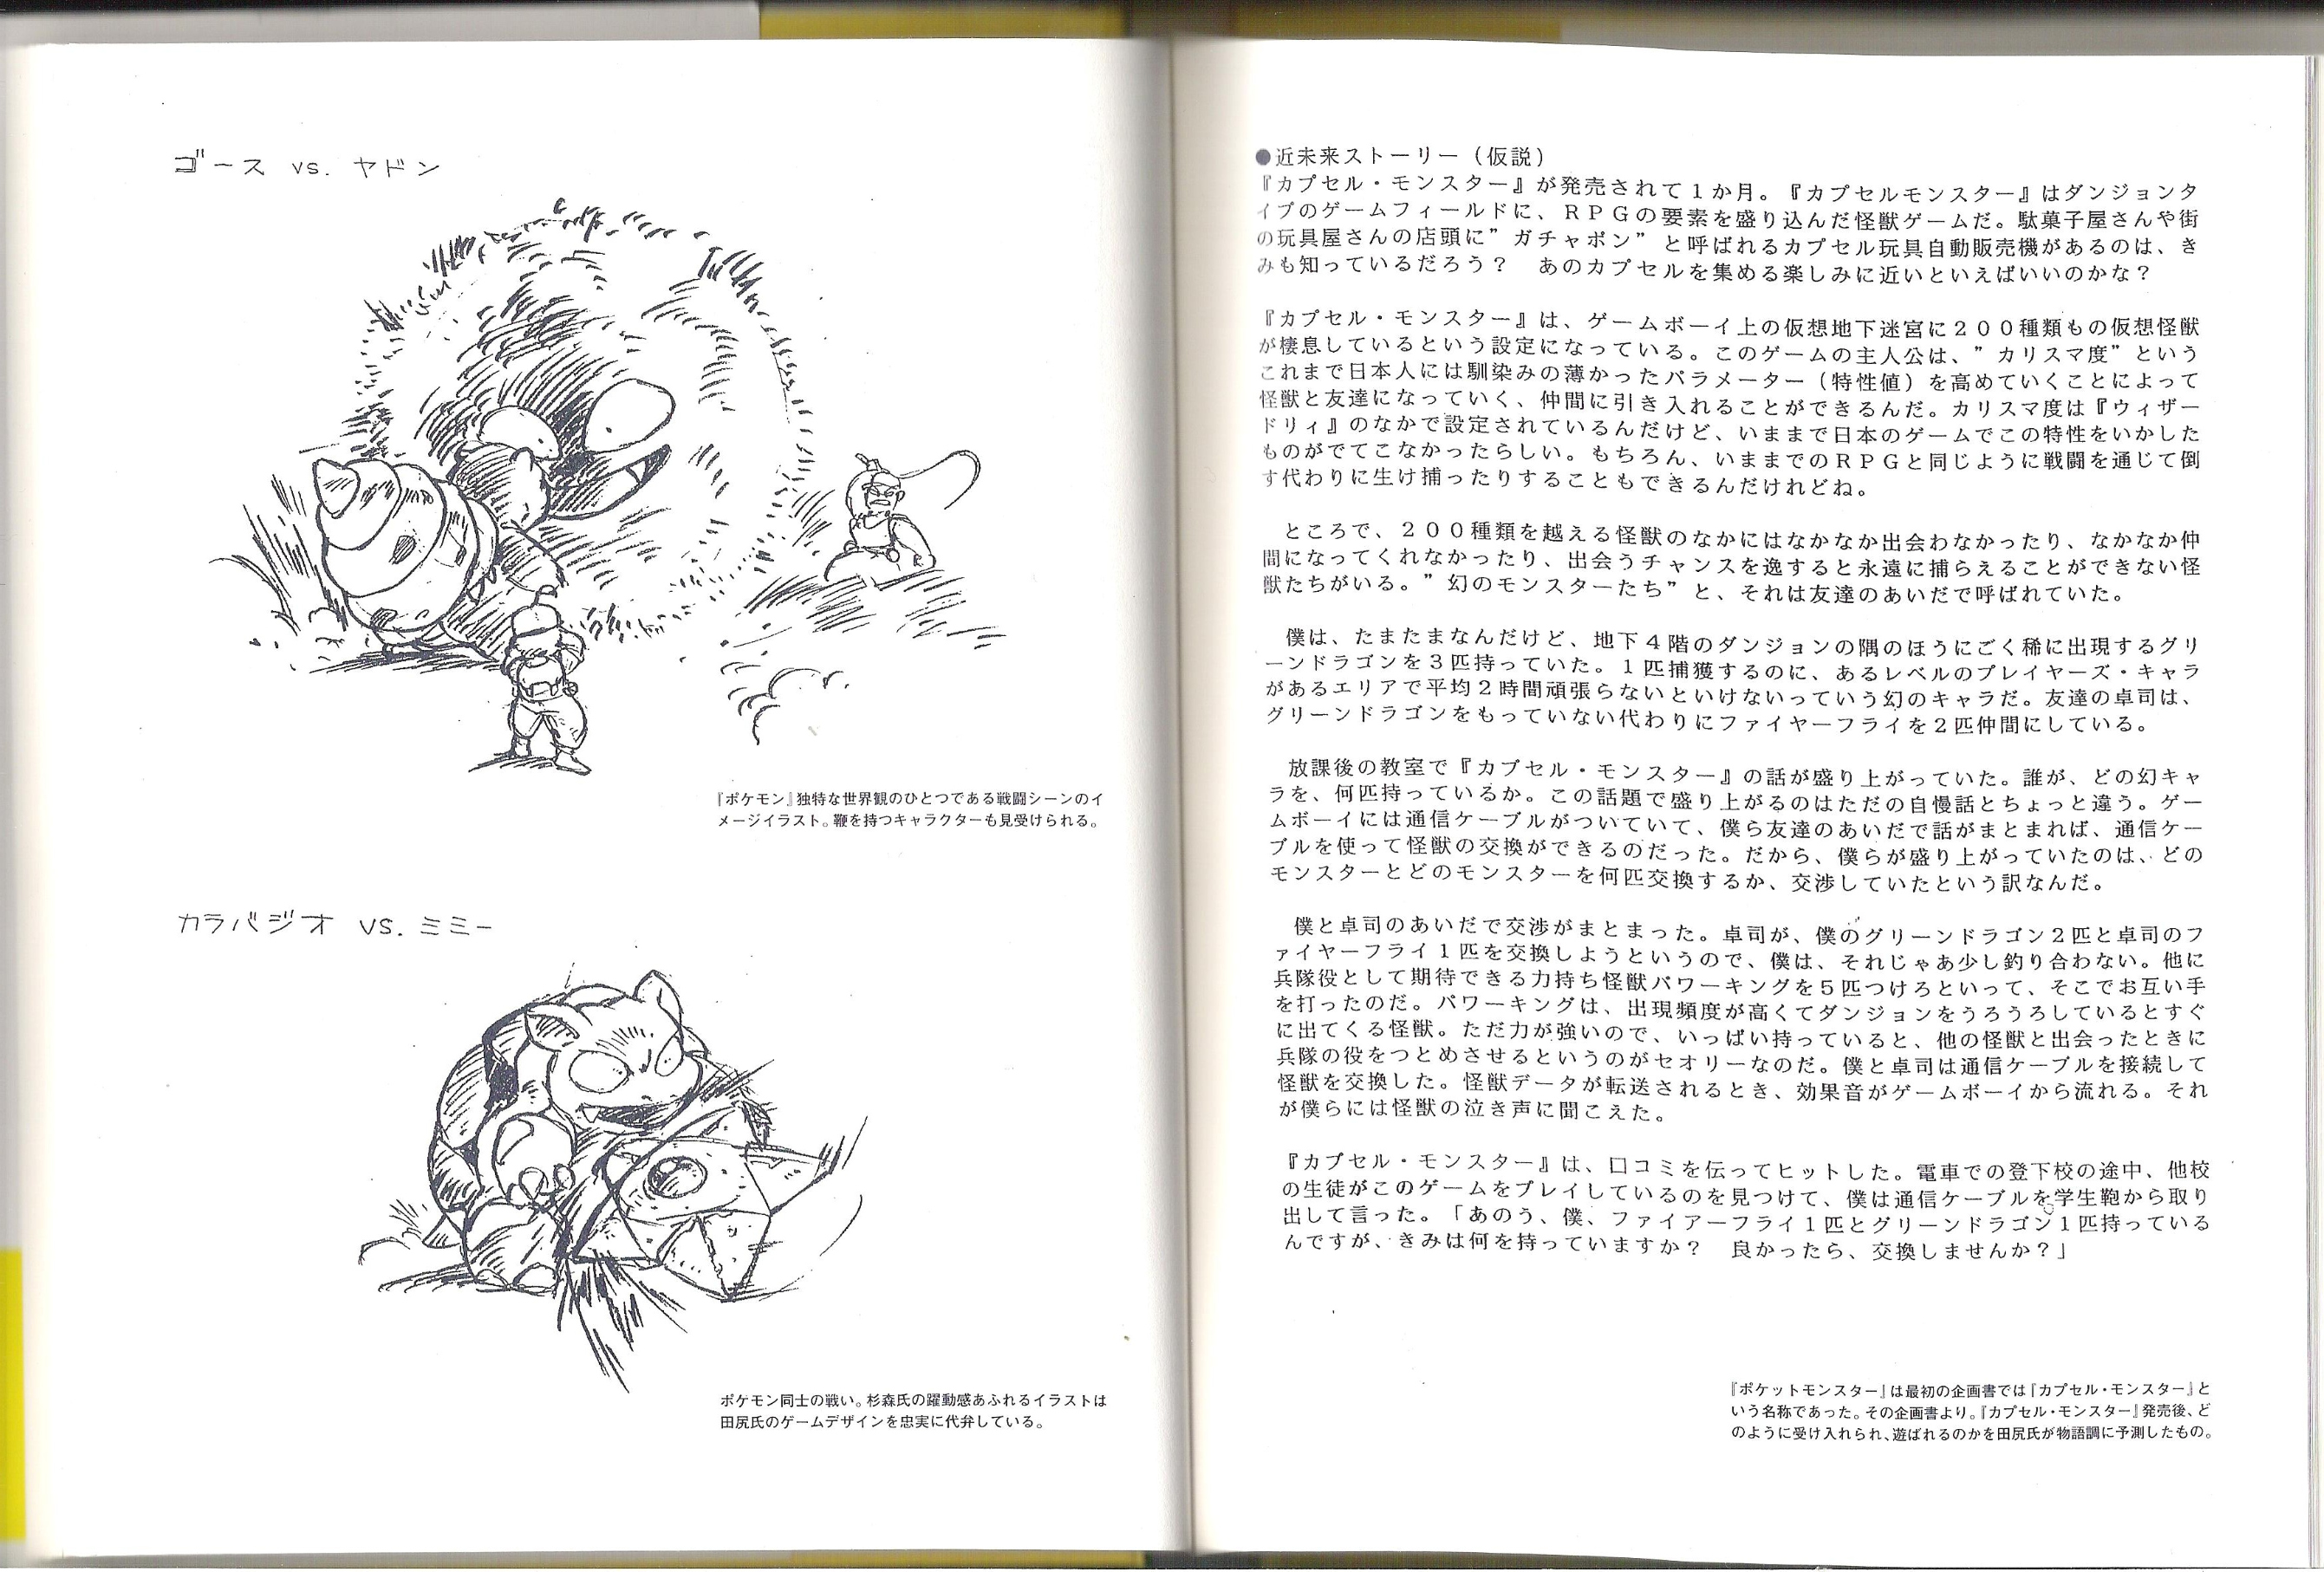 ゴース vs. ヤドン
『ポケモン』独特な世界観のひとつである戦闘シーンのイ
メージイラスト。鞭を持つキャラクターも見受けられる。
カラバジオ vs. ミミー
ポケモン同士の戦い。杉森氏の躍動感あふれるイラストは
田尻氏のゲームデザインを忠実に代弁している。
●近未来ストーリー（仮説）
『カプセル・モンスター』が発売されて１か月。『カプセルモンスター』はダンジョンタ
イプのゲームフィールドに、ＲＰＧの要素を盛り込んだ怪獣ゲームだ。駄菓子屋さんや街
の玩具屋さんの店頭に”ガチャポン”と呼ばれるカプセル玩具自動販売機があるのは、き
みも知っているだろう？　あのカプセルを集める楽しみに近いといえばいいのかな？
『カプセル・モンスター』は、ゲームボーイ上の仮想地下迷宮に２００種類もの仮想怪獣
が棲息しているという設定になっている。このゲームの主人公は、”カリスマ度”という
これまで日本人には馴染みの薄かったパラメーター（特性値）を高めていくことによって
怪獣と友達になっていく、仲間に引き入れることができるんだ。カリスマ度は『ウィザー
ドリィ』のなかで設定されているんだけど、いままで日本のゲームでこの特性をいかした
ものがでてこなかったらしい。もちろん、いままでのＲＰＧと同じように戦闘を通じて倒
す代わりに生け捕ったりすることもできるんだけれどね。
ところで、２００種類を越える怪獣のなかにはなかなか出会わなかったり、なかなか仲
間になってくれなかったり、出会うチャンスを逸すると永遠に捕らえることができない怪
獣たちがいる。”幻のモンスターたち”と、それは友達のあいだで呼ばれていた。
僕は、たまたまなんだけど、地下４階のダンジョンの隅のほうにごく稀に出現するグリ
ーンドラゴンを３匹持っていた。１匹捕獲するのに、あるレベルのプレイヤーズ・キャラ
があるエリアで平均２時間頑張らないといけないっていう幻のキャラだ。友達の卓司は、
グリーンドラゴンをもっていない代わりにファイヤーフライを２匹仲間にしている。
放課後の教室で『カプセル・モンスター』の話が盛り上がっていた。誰が、どの幻キャ
ラを、何匹持っているか。この話題で盛り上がるのはただの自慢話とちょっと違う。ゲー
ムボーイには通信ケーブルがついていて、僕ら友達のあいだで話がまとまれば、通信ケー
ブルを使って怪獣の交換ができるのだった。だから、僕らが盛り上がっていたのは、どの
モンスターとどのモンスターを何匹交換するか、交渉していたという訳なんだ。
僕と卓司のあいだで交渉がまとまった。卓司が、僕のグリーンドラゴン２匹と卓司のフ
ァイヤーフライ１匹を交換しようというので、僕は、それじゃあ少し釣り合わない。他に
兵隊役として期待できる力持ち怪獣パワーキングを５匹つけろといって、そこでお互い手
を打ったのだ。パワーキングは、出現頻度が高くてダンジョンをうろうろしているとすぐ
に出てくる怪獣。ただ力が強いので、いっぱい持っていると、他の怪獣と出会ったときに
兵隊の役をつとめさせるというのがセオリーなのだ。僕と卓司は通信ケーブルを接続して
怪獣を交換した。怪獣データが転送されるとき、効果音がゲームボーイから流れる。それ
が僕らには怪獣の泣き声に聞こえた。
『カプセル・モンスター』は、口コミを伝ってヒットした。電車での登下校の途中、他校
の生徒がこのゲームをプレイしているのを見つけて、僕は通信ケーブルを学生鞄から取り
出して言った。「あのう、僕、ファイアーフライ１匹とグリーンドラゴン１匹持っている
んですが、きみは何を持っていますか？　良かったら、交換しませんか？」
『ポケットモンスター』は最初の企画書では『カプセル・モンスター』と
いう名称であった。その企画書より。『カプセル・モンスター』発売後、ど
のように受け入れられ、遊ばれるのかを田尻氏が物語調に予測したもの。